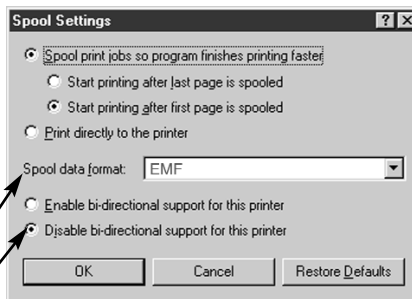 Spool Settings
Spool print jobs so program finishes printing faster
Start printing after last page is spooled
Start printing after first page is spooled
Print directly to the printer
Spool data format: EMF
Enable bi-directional support for this printer
Disable bi-directional support for this printer
OK Cancel Restore Defaults